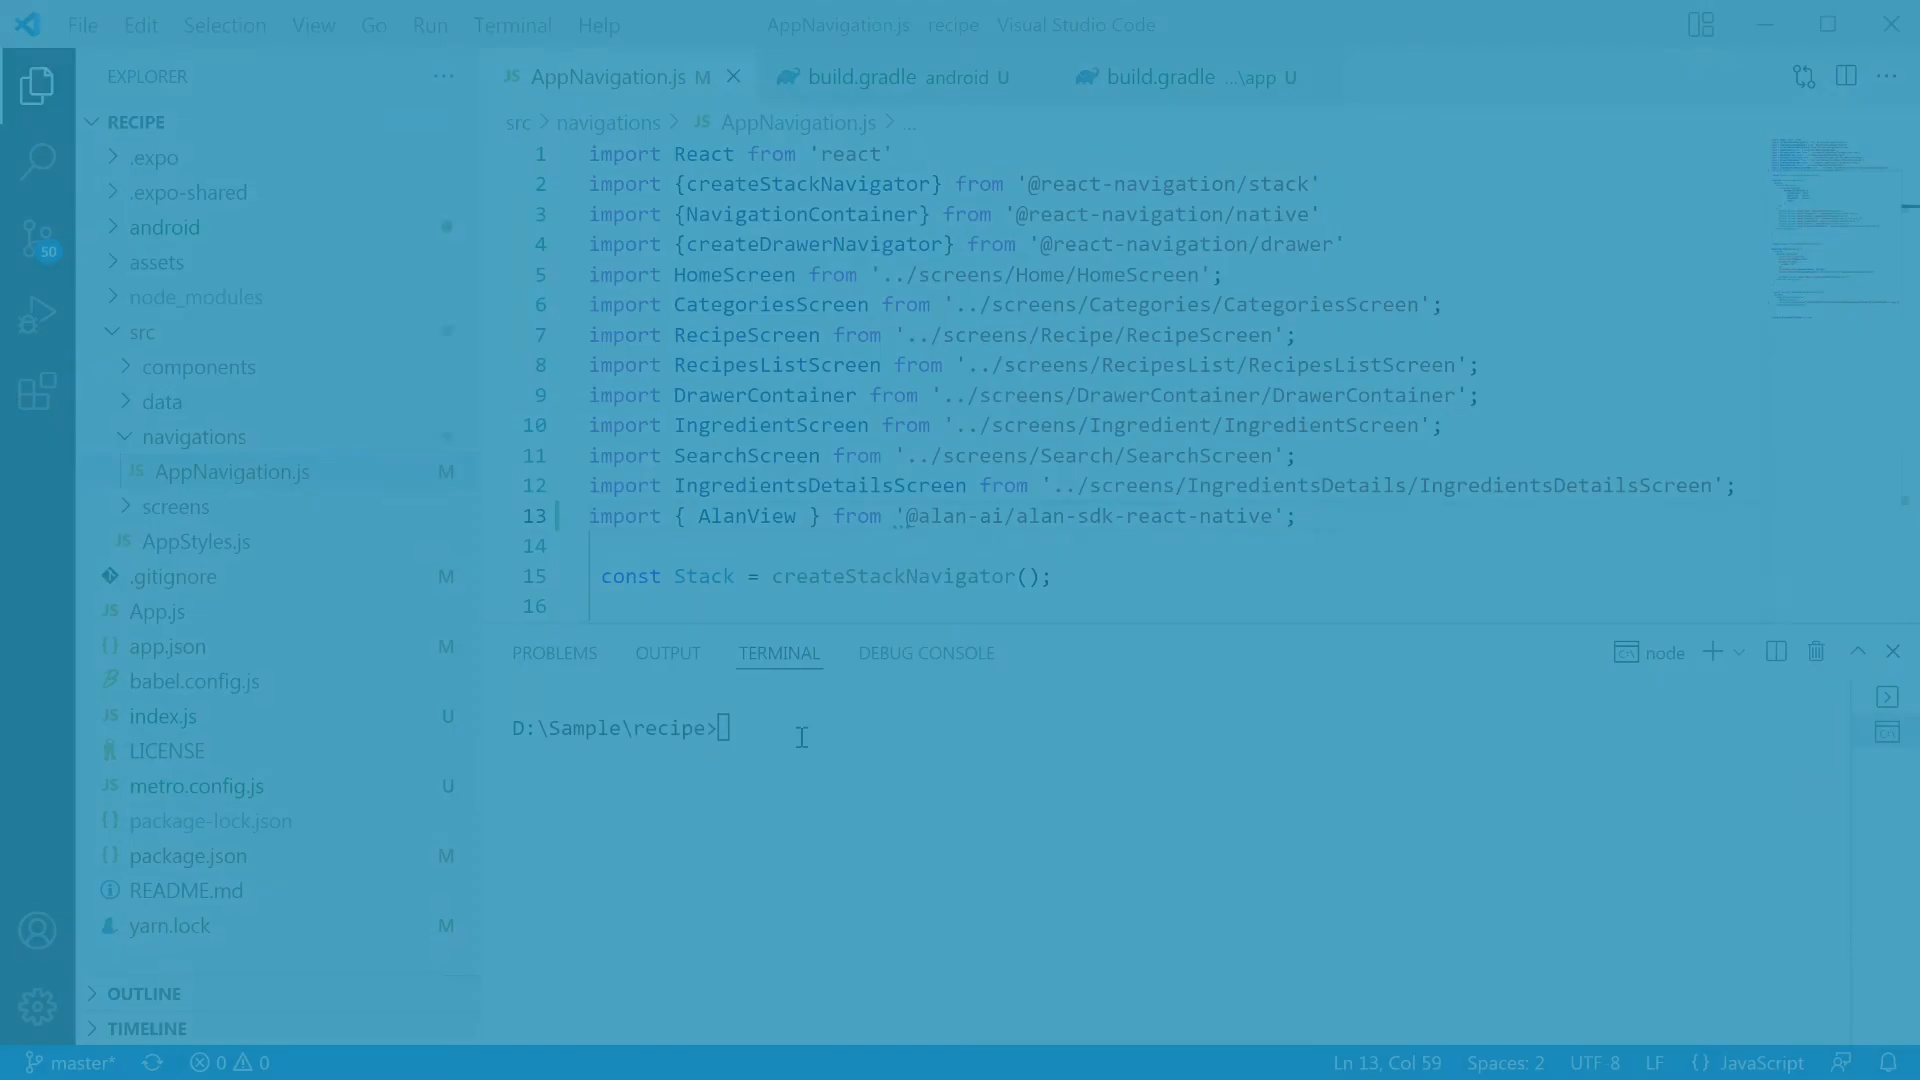 File Edit Selection View Go Run Terminal Help AppNavigation.js recipe Visual Studio Code
EXPLORER
RECIPE
.expo
.expo-shared
android
assets
node_modules
src
components
data
navigations
JS AppNavigation.js M
screens
JS AppStyles.js
.gitignore M
JS App.js
{} app.json M
babel.config.js
JS index.js U
LICENSE
JS metro.config.js U
{} package-lock.json
{} package.json M
README.md
yarn.lock M
OUTLINE
TIMELINE
50
JS AppNavigation.js M
build.gradle android U
build.gradle ...\app U
src > navigations > JS AppNavigation.js > ...
1 import React from 'react'
2 import {createStackNavigator} from '@react-navigation/stack'
3 import {NavigationContainer} from '@react-navigation/native'
4 import {createDrawerNavigator} from '@react-navigation/drawer'
5 import HomeScreen from '../screens/Home/HomeScreen';
6 import CategoriesScreen from '../screens/Categories/CategoriesScreen';
7 import RecipeScreen from '../screens/Recipe/RecipeScreen';
8 import RecipesListScreen from '../screens/RecipesList/RecipesListScreen';
9 import DrawerContainer from '../screens/DrawerContainer/DrawerContainer';
10 import IngredientScreen from '../screens/Ingredient/IngredientScreen';
11 import SearchScreen from '../screens/Search/SearchScreen';
12 import IngredientsDetailsScreen from '../screens/IngredientsDetails/IngredientsDetailsScreen';
13 import { AlanView } from '@alan-ai/alan-sdk-react-native';
14
15 const Stack = createStackNavigator();
16
PROBLEMS OUTPUT TERMINAL DEBUG CONSOLE node
D:\Sample\recipe>
master* 0 0 Ln 13, Col 59 Spaces: 2 UTF-8 LF {} JavaScript